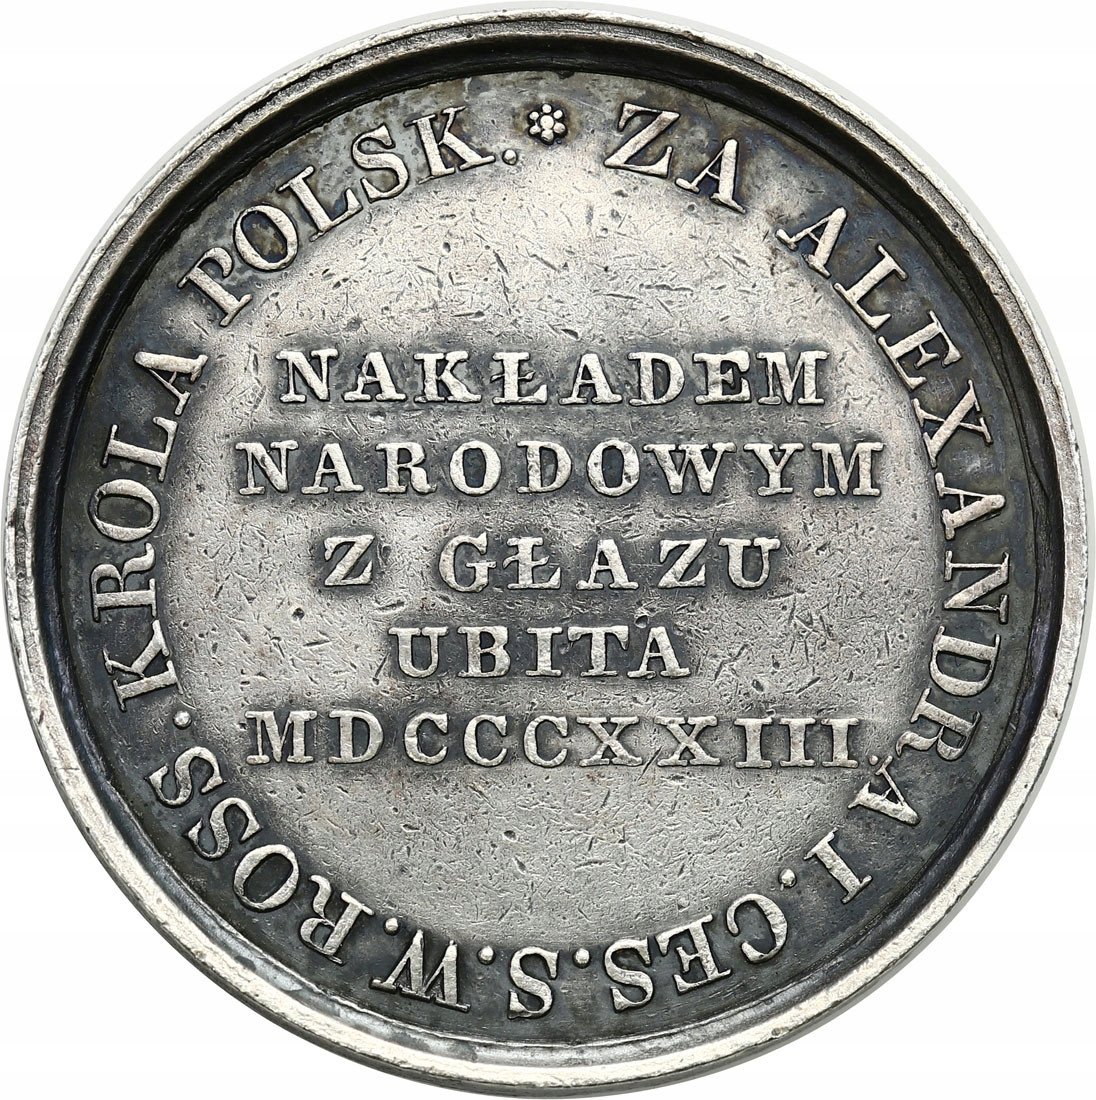 ZA ALEXANDRA I. CES. S. S. W. ROSS. KROLA POLSK.
NAKŁADEM
NARODOWYM
Z GŁAZU
UBITA
MDCCCXXIII.